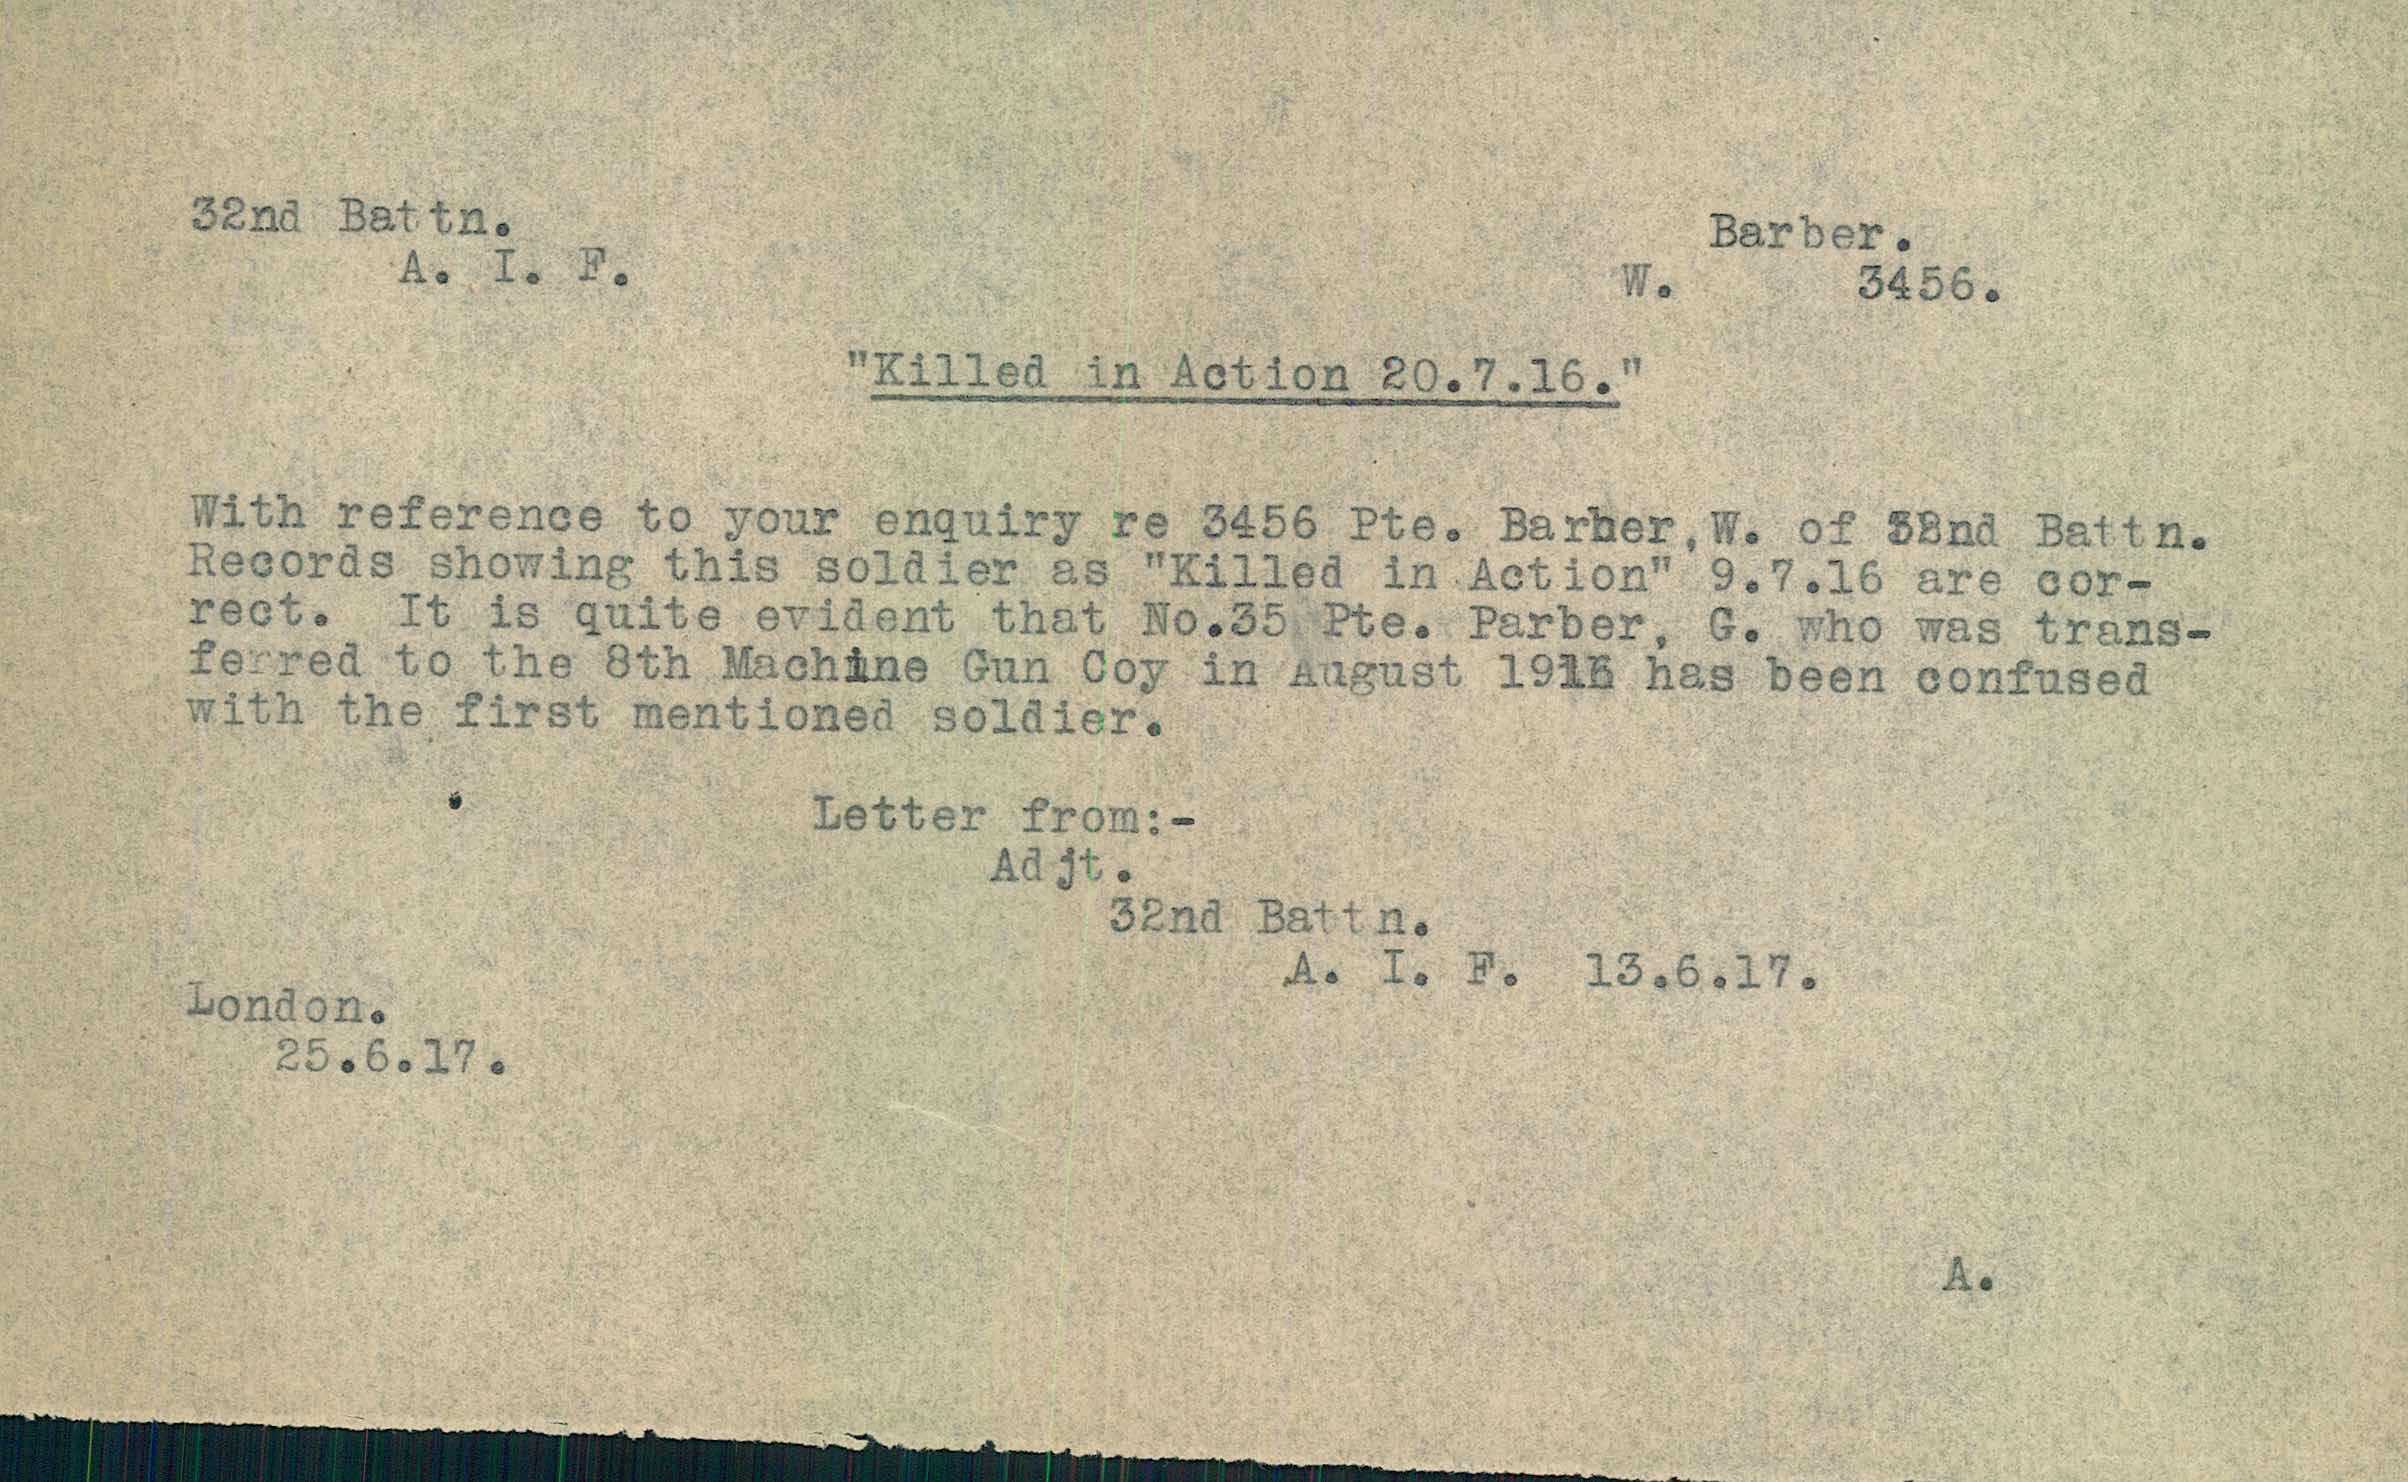 32nd Battn.
A. I. F.
Barber.
W. 3456.
"Killed in Action 20.7.16."
With reference to your enquiry re 3456 Pte. Barber,W. of 32nd Battn.
Records showing this soldier as "Killed in Action" 9.7.16 are cor-
rect. It is quite evident that No.35 Pte. Parber, G. who was trans-
ferred to the 8th Machine Gun Coy in August 1916 has been confused
with the first mentioned soldier.
Letter from:-
Adjt.
32nd Battn.
A. I. F. 13.6.17.
London.
25.6.17.
A.